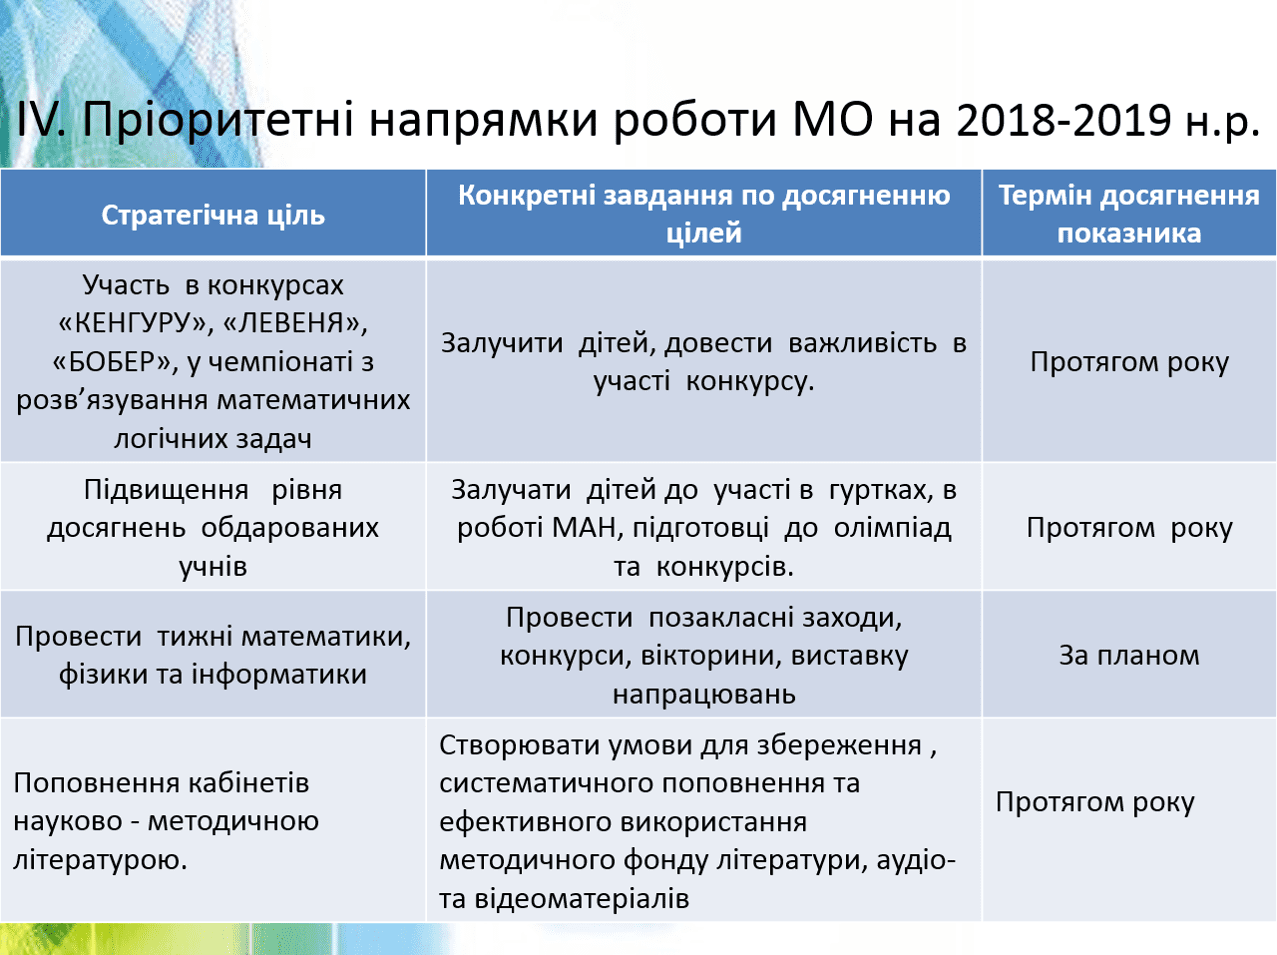 IV. Пріоритетні напрямки роботи МО на 2018-2019 н.р.
Стратегічна ціль
Конкретні завдання по досягненню
цілей
Термін досягнення
показника
Участь в конкурсах
«КЕНГУРУ», «ЛЕВЕНЯ»,
«БОБЕР», у чемпіонаті з
розв’язування математичних
логічних задач
Залучити дітей, довести важливість в
участі конкурсу.
Протягом року
Підвищення рівня
досягнень обдарованих
учнів
Залучати дітей до участі в гуртках, в
роботі МАН, підготовці до олімпіад
та конкурсів.
Протягом року
Провести тижні математики,
фізики та інформатики
Провести позакласні заходи,
конкурси, вікторини, виставку
напрацювань
За планом
Поповнення кабінетів
науково - методичною
літературою.
Створювати умови для збереження ,
систематичного поповнення та
ефективного використання
методичного фонду літератури, аудіо-
та відеоматеріалів
Протягом року